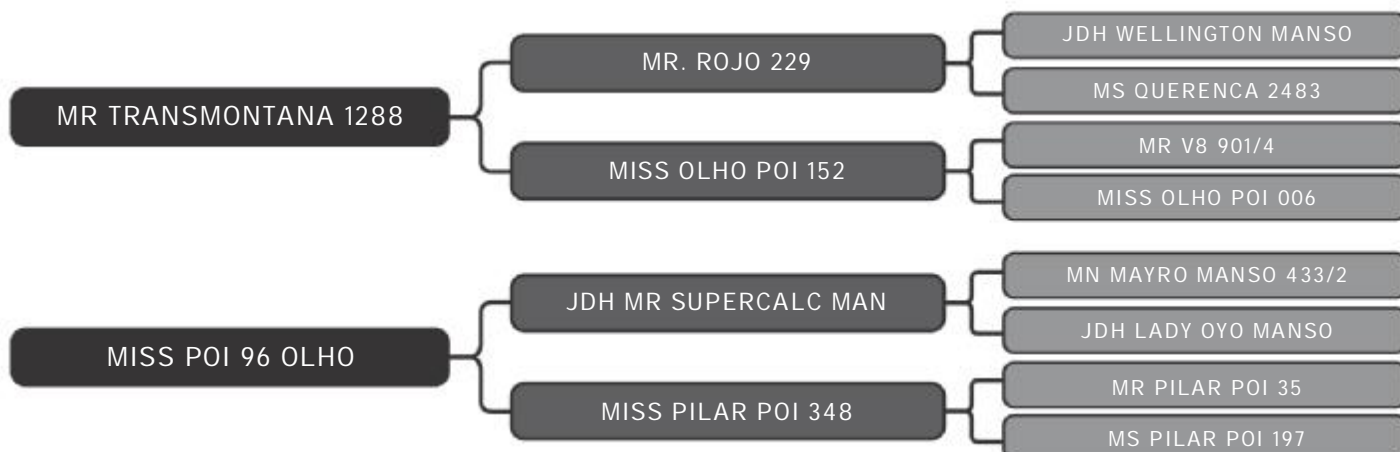 MR TRANSMONTANA 1288
MR. ROJO 229
JDH WELLINGTON MANSO
MS QUERENCA 2483
MISS OLHO POI 152
MR V8 901/4
MISS OLHO POI 006
MISS POI 96 OLHO
JDH MR SUPERCALC MAN
MN MAYRO MANSO 433/2
JDH LADY OYO MANSO
MISS PILAR POI 348
MR PILAR POI 35
MS PILAR POI 197